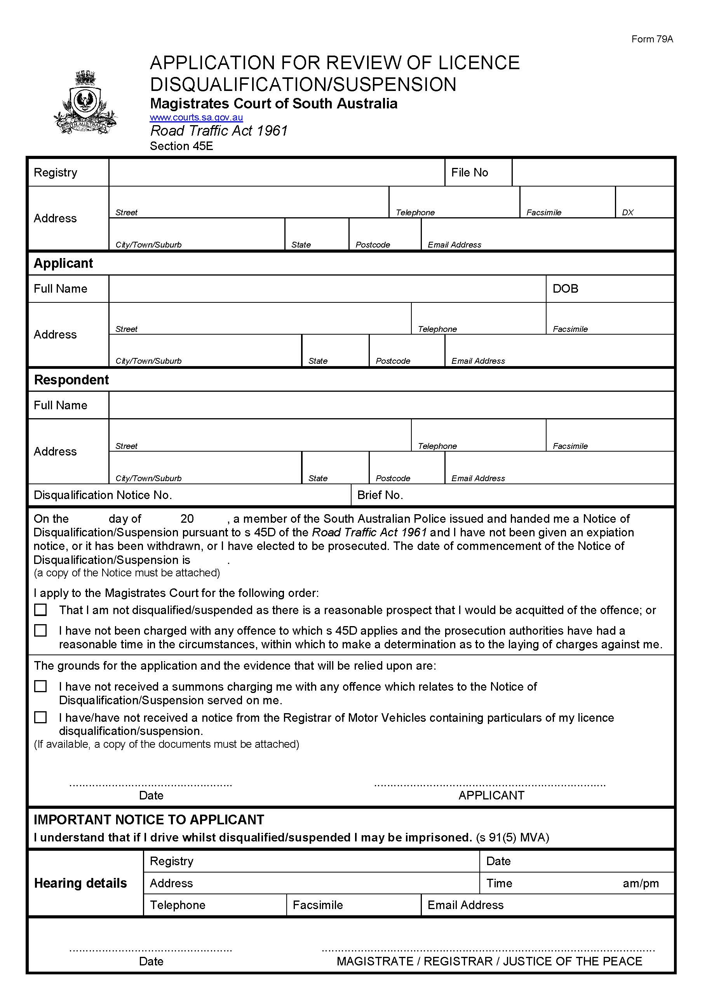 Form 79A
APPLICATION FOR REVIEW OF LICENCE
DISQUALIFICATION/SUSPENSION
Magistrates Court of South Australia
www.courts.sa.gov.au
Road Traffic Act 1961
Section 45E
SOUTH AUSTRALIA
Registry File No
Address
Street Telephone Facsimile DX
City/Town/Suburb State Postcode Email Address
Applicant
Full Name DOB
Address
Street Telephone Facsimile
City/Town/Suburb State Postcode Email Address
Respondent
Full Name
Address
Street Telephone Facsimile
City/Town/Suburb State Postcode Email Address
Disqualification Notice No. Brief No.
On the day of 20 , a member of the South Australian Police issued and handed me a Notice of
Disqualification/Suspension pursuant to s 45D of the Road Traffic Act 1961 and I have not been given an expiation
notice, or it has been withdrawn, or I have elected to be prosecuted. The date of commencement of the Notice of
Disqualification/Suspension is .
(a copy of the Notice must be attached)
I apply to the Magistrates Court for the following order:
That I am not disqualified/suspended as there is a reasonable prospect that I would be acquitted of the offence; or
I have not been charged with any offence to which s 45D applies and the prosecution authorities have had a
reasonable time in the circumstances, within which to make a determination as to the laying of charges against me.
The grounds for the application and the evidence that will be relied upon are:
I have not received a summons charging me with any offence which relates to the Notice of
Disqualification/Suspension served on me.
I have/have not received a notice from the Registrar of Motor Vehicles containing particulars of my licence
disqualification/suspension.
(If available, a copy of the documents must be attached)
.................................................. .......................................................................
Date APPLICANT
IMPORTANT NOTICE TO APPLICANT
I understand that if I drive whilst disqualified/suspended I may be imprisoned. (s 91(5) MVA)
Hearing details
Registry Date
Address Time am/pm
Telephone Facsimile Email Address
.................................................. ......................................................................................................
Date MAGISTRATE / REGISTRAR / JUSTICE OF THE PEACE